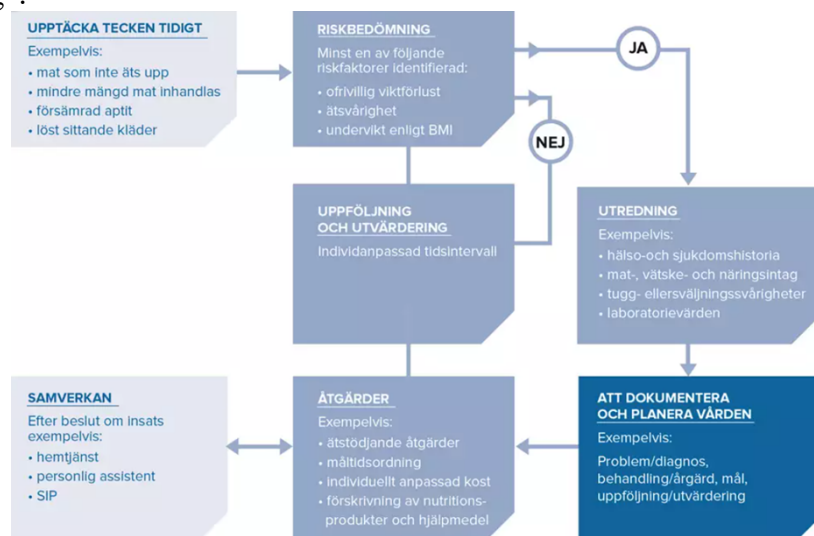 UPPTÄCKA TECKEN TIDIGT
Exempelvis:
• mat som inte äts upp
• mindre mängd mat inhandlas
• försämrad aptit
• löst sittande kläder
RISKBEDÖMNING
Minst en av följande
riskfaktorer identifierad:
• ofrivillig viktförlust
• ätsvårighet
• undervikt enligt BMI
JA
NEJ
UPPFÖLJNING
OCH UTVÄRDERING
Individanpassad tidsintervall
UTREDNING
Exempelvis:
• hälso-och sjukdomshistoria
• mat-, vätske- och näringsintag
• tugg- ellersväljningssvårigheter
• laboratorievärden
SAMVERKAN
Efter beslut om insats
exempelvis:
• hemtjänst
• personlig assistent
• SIP
ÅTGÄRDER
Exempelvis:
• ätstödjande åtgärder
• måltidsordning
• individuellt anpassad kost
• förskrivning av nutritions-
produkter och hjälpmedel
ATT DOKUMENTERA
OCH PLANERA VÅRDEN
Exempelvis:
Problem/diagnos,
behandling/årgärd, mål,
uppföljning/utvärdering